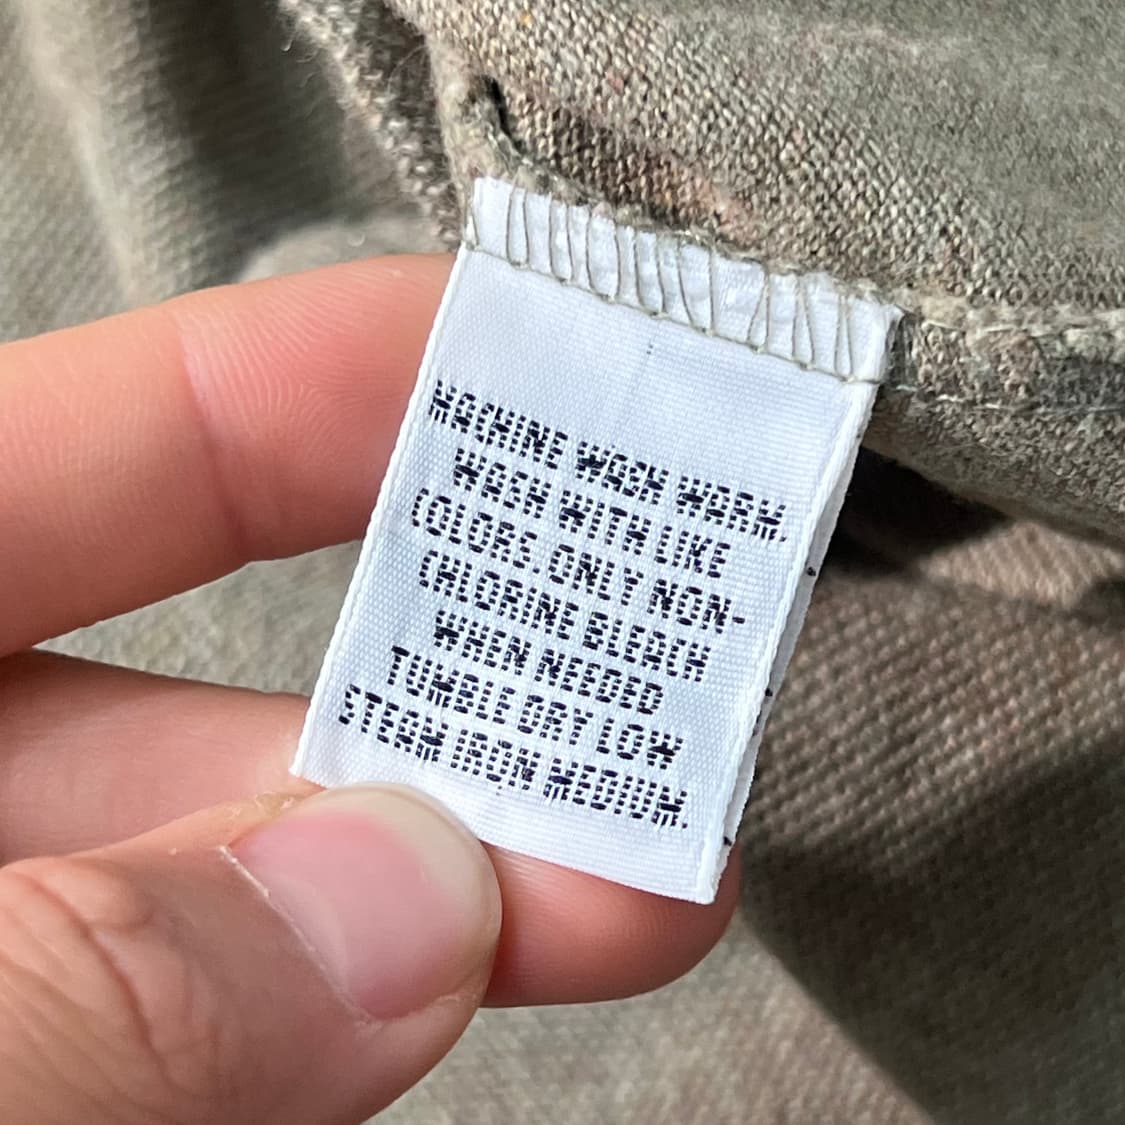 MACHINE WASH WARM.
WASH WITH LIKE
COLORS.ONLY NON-
CHLORINE BLEACH
WHEN NEEDED
TUMBLE DRY LOW
STEAM IRON MEDIUM.